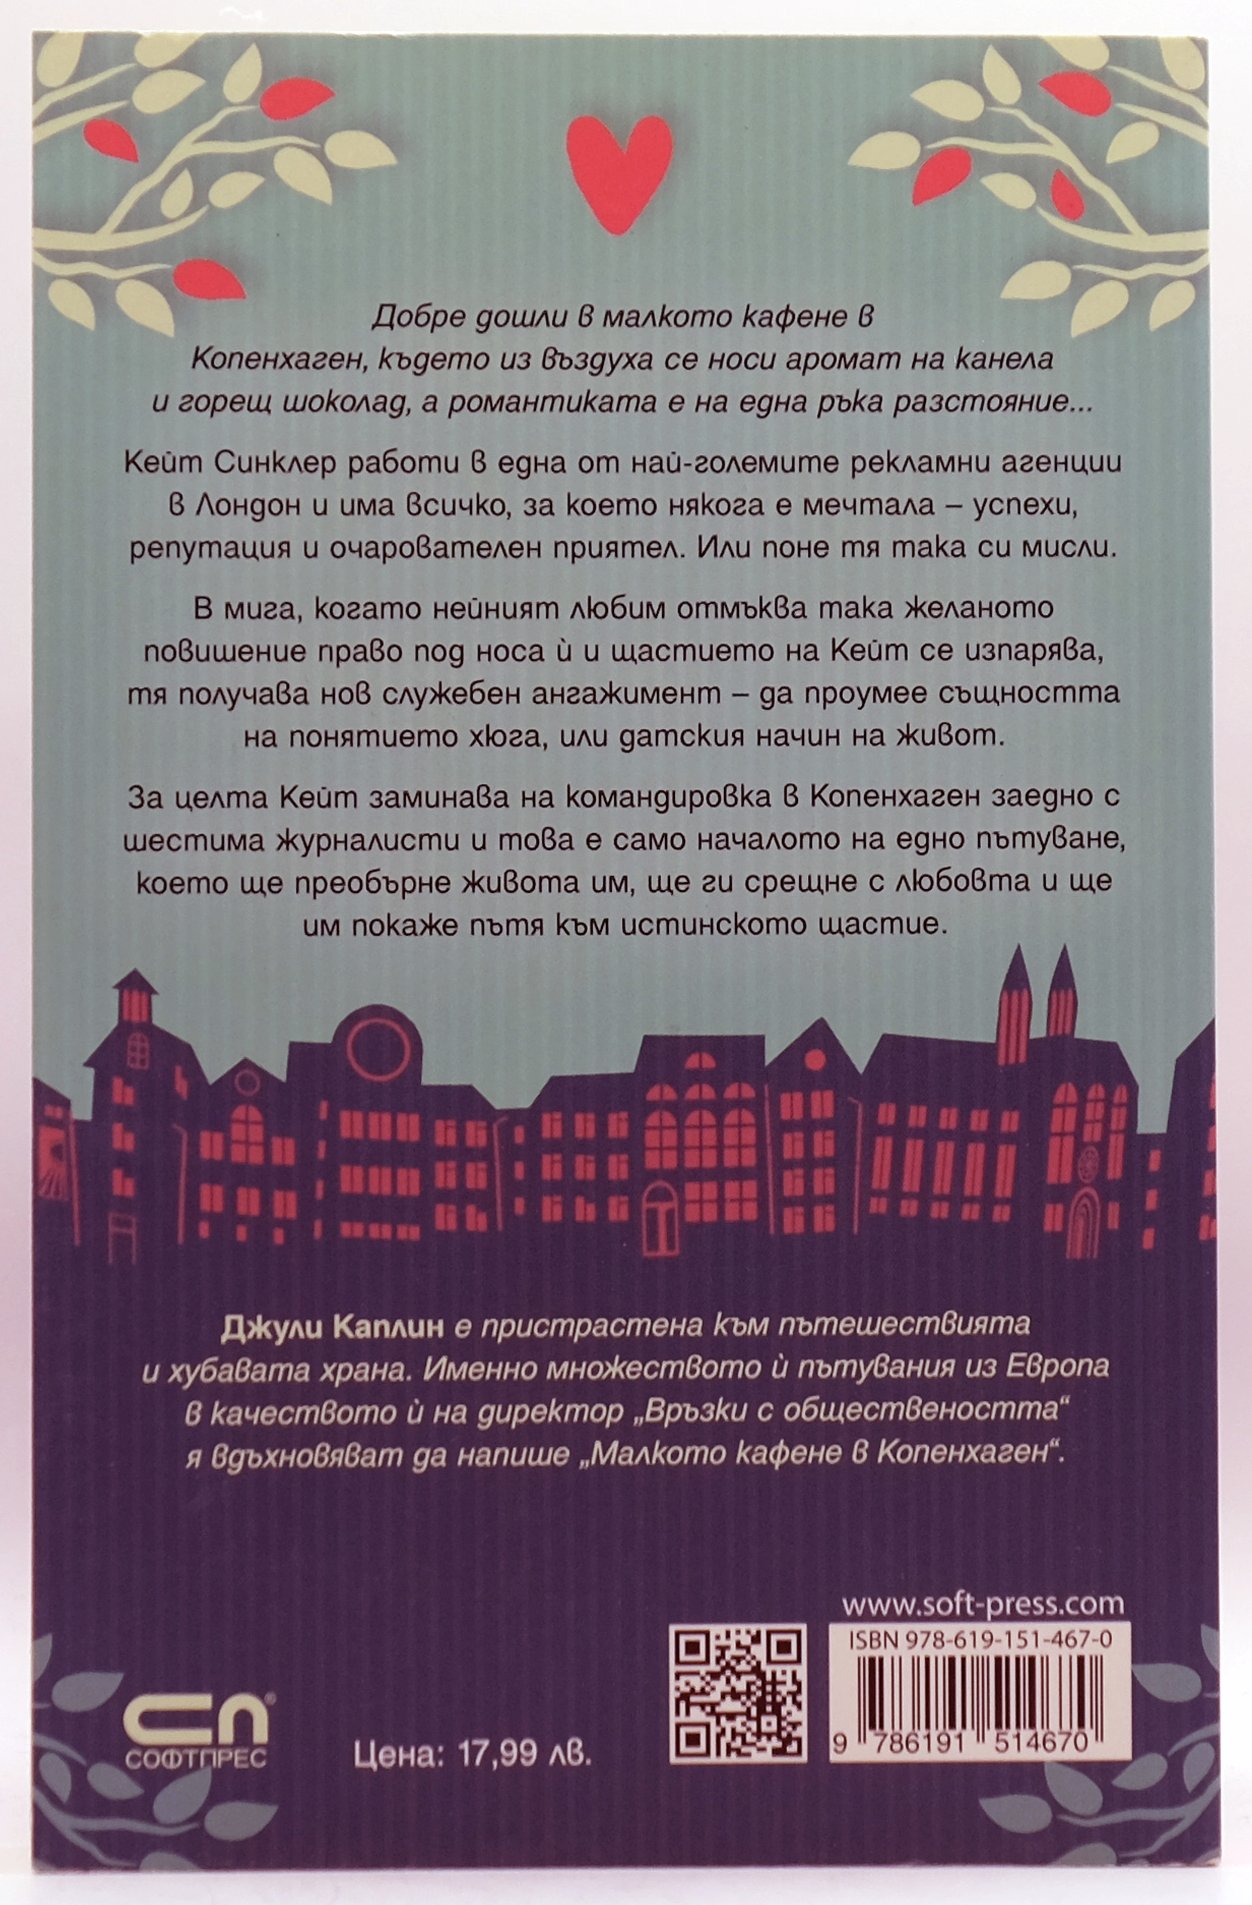 Добре дошли в малкото кафене в
Копенхаген, където из въздуха се носи аромат на канела
и горещ шоколад, а романтиката е на една ръка разстояние...
Кейт Синклер работи в една от най-големите рекламни агенции
в Лондон и има всичко, за което някога е мечтала – успехи,
репутация и очарователен приятел. Или поне тя така си мисли.
В мига, когато нейният любим отмъква така желаното
повишение право под носа ѝ и щастието на Кейт се изпарява,
тя получава нов служебен ангажимент – да проумее същността
на понятието хюга, или датския начин на живот.
За целта Кейт заминава на командировка в Копенхаген заедно с
шестима журналисти и това е само началото на едно пътуване,
което ще преобърне живота им, ще ги срещне с любовта и ще
им покаже пътя към истинското щастие.
Джули Каплин е пристрастена към пътешествията
и хубавата храна. Именно множеството ѝ пътувания из Европа
в качеството ѝ на директор „Връзки с обществеността“
я вдъхновяват да напише „Малкото кафене в Копенхаген“.
www.soft-press.com
ISBN 978-619-151-467-0
9 786191 514670
СП®
СОФТПРЕС
Цена: 17,99 лв.